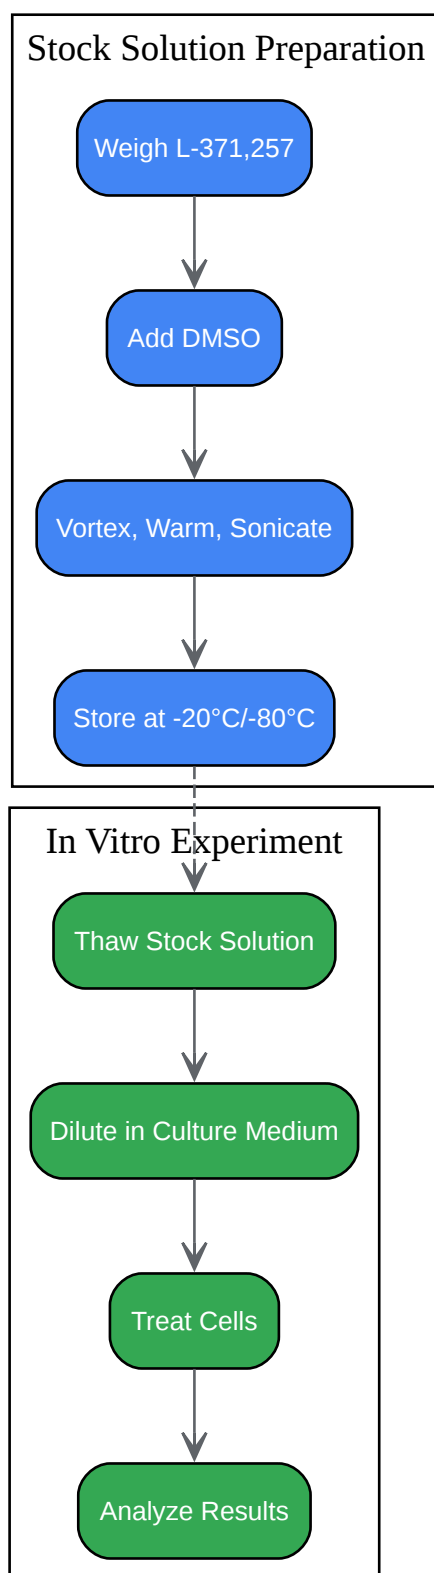 Stock Solution Preparation
Weigh L-371,257
Add DMSO
Vortex, Warm, Sonicate
Store at -20°C/-80°C
In Vitro Experiment
Thaw Stock Solution
Dilute in Culture Medium
Treat Cells
Analyze Results